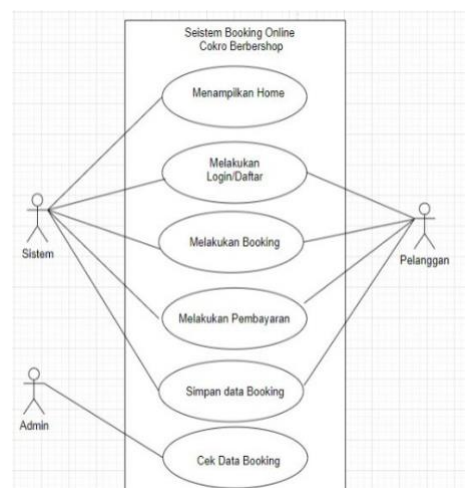 Seistem Booking Online
Cokro Berbershop
Menampilkan Home
Melakukan
Login/Daftar
Melakukan Booking
Sistem
Pelanggan
Melakukan Pembayaran
Simpan data Booking
Admin
Cek Data Booking